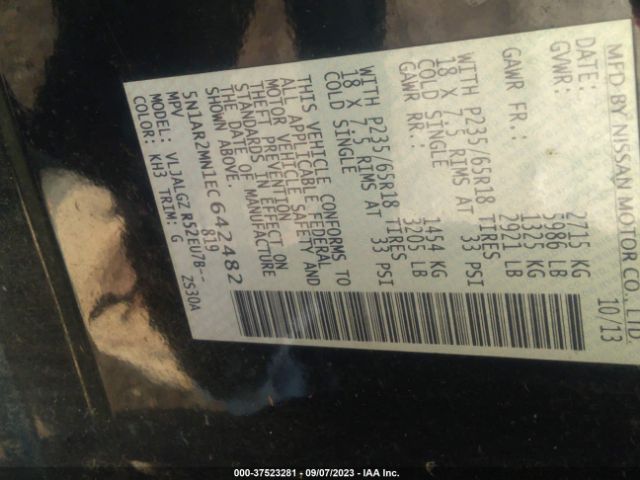 MFD BY NISSAN MOTOR CO., LTD.
DATE: 10/13
GVWR: 2715 KG
5986 LB
GAWR FR.: 1325 KG
2921 LB
WITH P235/65R18 TIRES
18 X 7.5 RIMS AT 33 PSI
COLD SINGLE
GAWR RR.: 1454 KG
3205 LB
WITH P235/65R18 TIRES
18 X 7.5 RIMS AT 33 PSI
COLD SINGLE
THIS VEHICLE CONFORMS TO
ALL APPLICABLE FEDERAL
MOTOR VEHICLE SAFETY AND
THEFT PREVENTION
STANDARDS IN EFFECT ON
THE DATE OF MANUFACTURE
SHOWN ABOVE.
5N1AR2MN1EC642482
MPV 819
MODEL: VLJALGZ R52EU7B--
COLOR: KH3 TRIM: G ZS30A
000-37523281 - 09/07/2023 - IAA Inc.